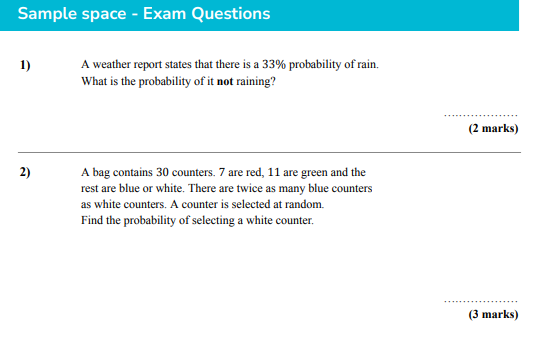 Sample space - Exam Questions
1) A weather report states that there is a 33% probability of rain.
What is the probability of it not raining?
...................
(2 marks)
2) A bag contains 30 counters. 7 are red, 11 are green and the
rest are blue or white. There are twice as many blue counters
as white counters. A counter is selected at random.
Find the probability of selecting a white counter.
...................
(3 marks)